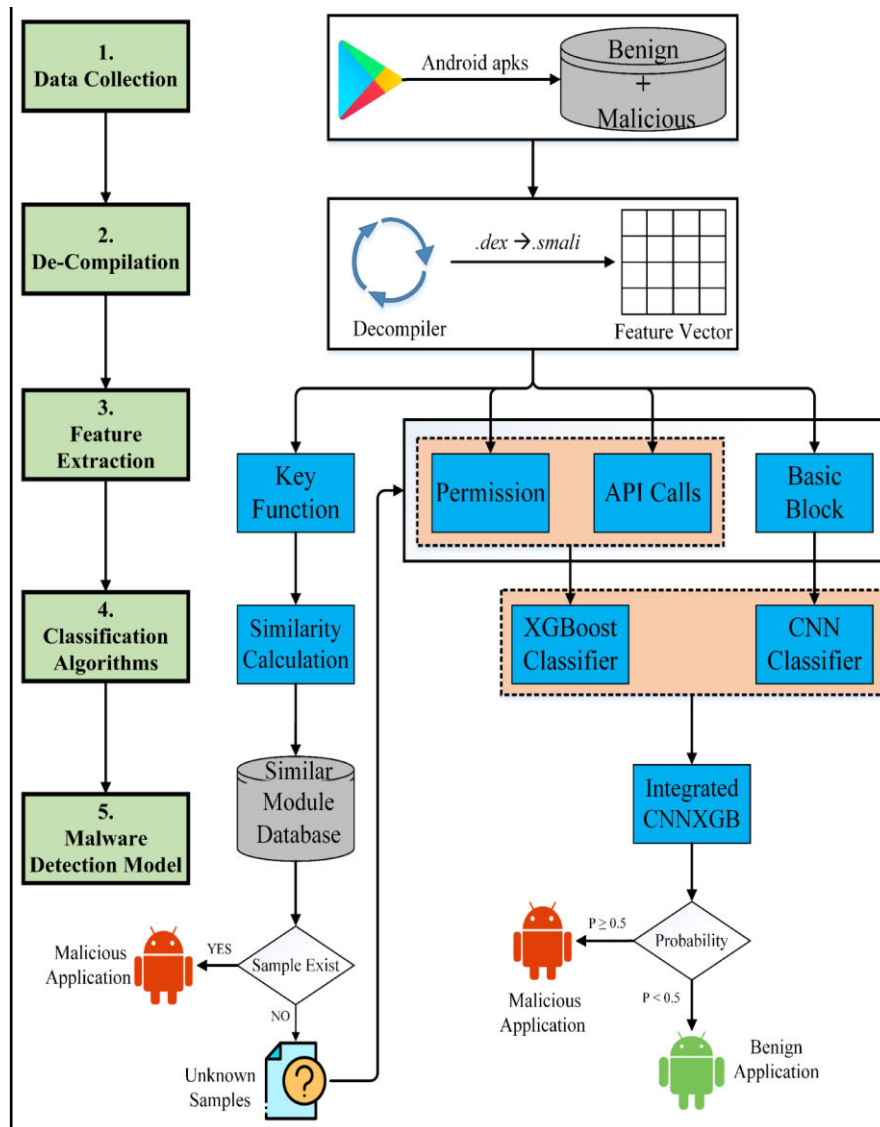 1.
Data Collection
2.
De-Compilation
3.
Feature
Extraction
4.
Classification
Algorithms
5.
Malware
Detection Model
Android apks
Benign
+
Malicious
.dex → .smali
Decompiler
Feature Vector
Key
Function
Permission
API Calls
Basic
Block
Similarity
Calculation
XGBoost
Classifier
CNN
Classifier
Similar
Module
Database
Integrated
CNNXGB
Sample Exist
YES
Malicious
Application
NO
Unknown
Samples
?
Probability
P ≥ 0.5
Malicious
Application
P < 0.5
Benign
Application